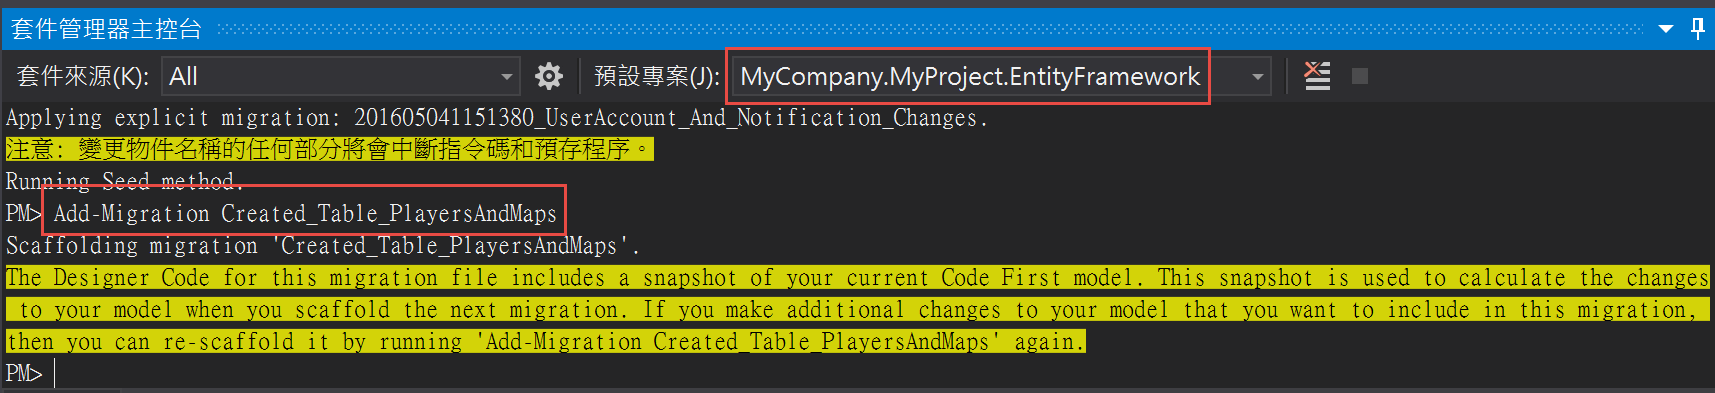 套件管理器主控台
套件來源(K): All 預設專案(J): MyCompany.MyProject.EntityFramework
Applying explicit migration: 201605041151380_UserAccount_And_Notification_Changes.
注意: 變更物件名稱的任何部分將會中斷指令碼和預存程序。
Running Seed method.
PM> Add-Migration Created_Table_PlayersAndMaps
Scaffolding migration 'Created_Table_PlayersAndMaps'.
The Designer Code for this migration file includes a snapshot of your current Code First model. This snapshot is used to calculate the changes
to your model when you scaffold the next migration. If you make additional changes to your model that you want to include in this migration,
then you can re-scaffold it by running 'Add-Migration Created_Table_PlayersAndMaps' again.
PM>